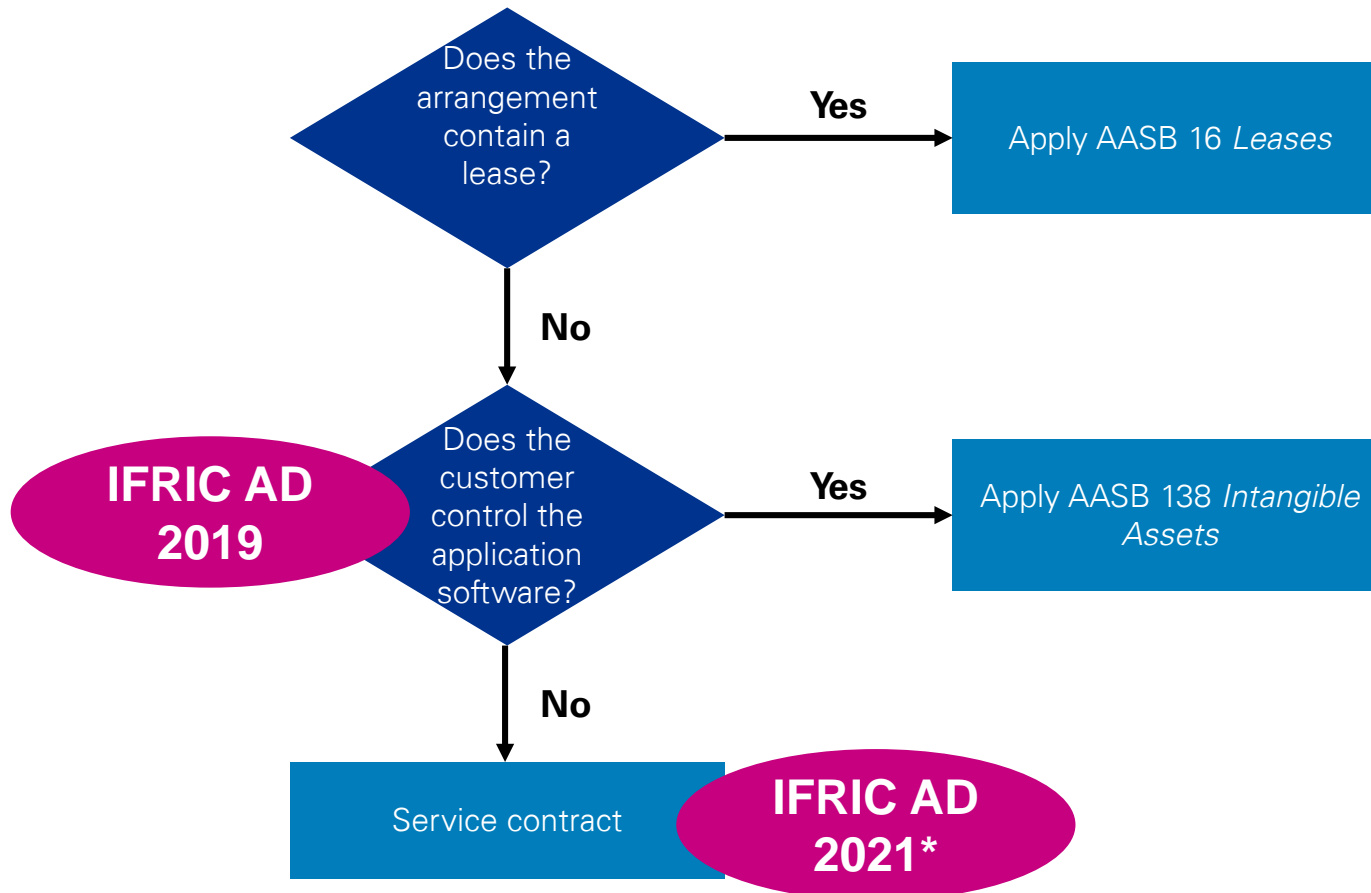 Does the
arrangement
contain a
lease?
Yes
Apply AASB 16 Leases
No
IFRIC AD
2019
Does the
customer
control the
application
software?
Yes
Apply AASB 138 Intangible
Assets
No
Service contract
IFRIC AD
2021*